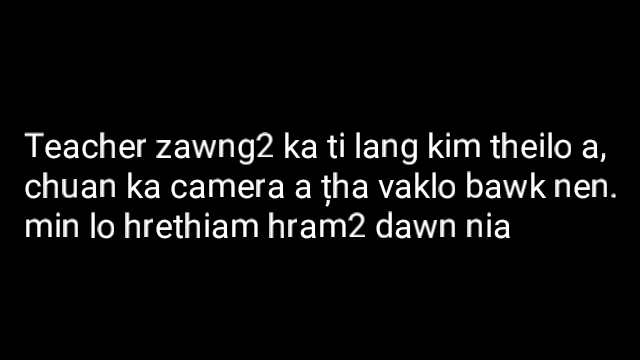 Teacher zawng2 ka ti lang kim theilo a,
chuan ka camera a ṭha vaklo bawk nen.
min lo hrethiam hram2 dawn nia